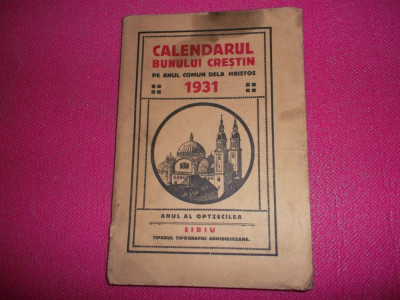 CALENDARUL
BUNULUI CREȘTIN
PE ANUL COMUN DELA HRISTOS
1931
ANUL AL OPTZECILEA
SIBIU
TIPARUL TIPOGRAFIEI ARHIDIECEZANE.